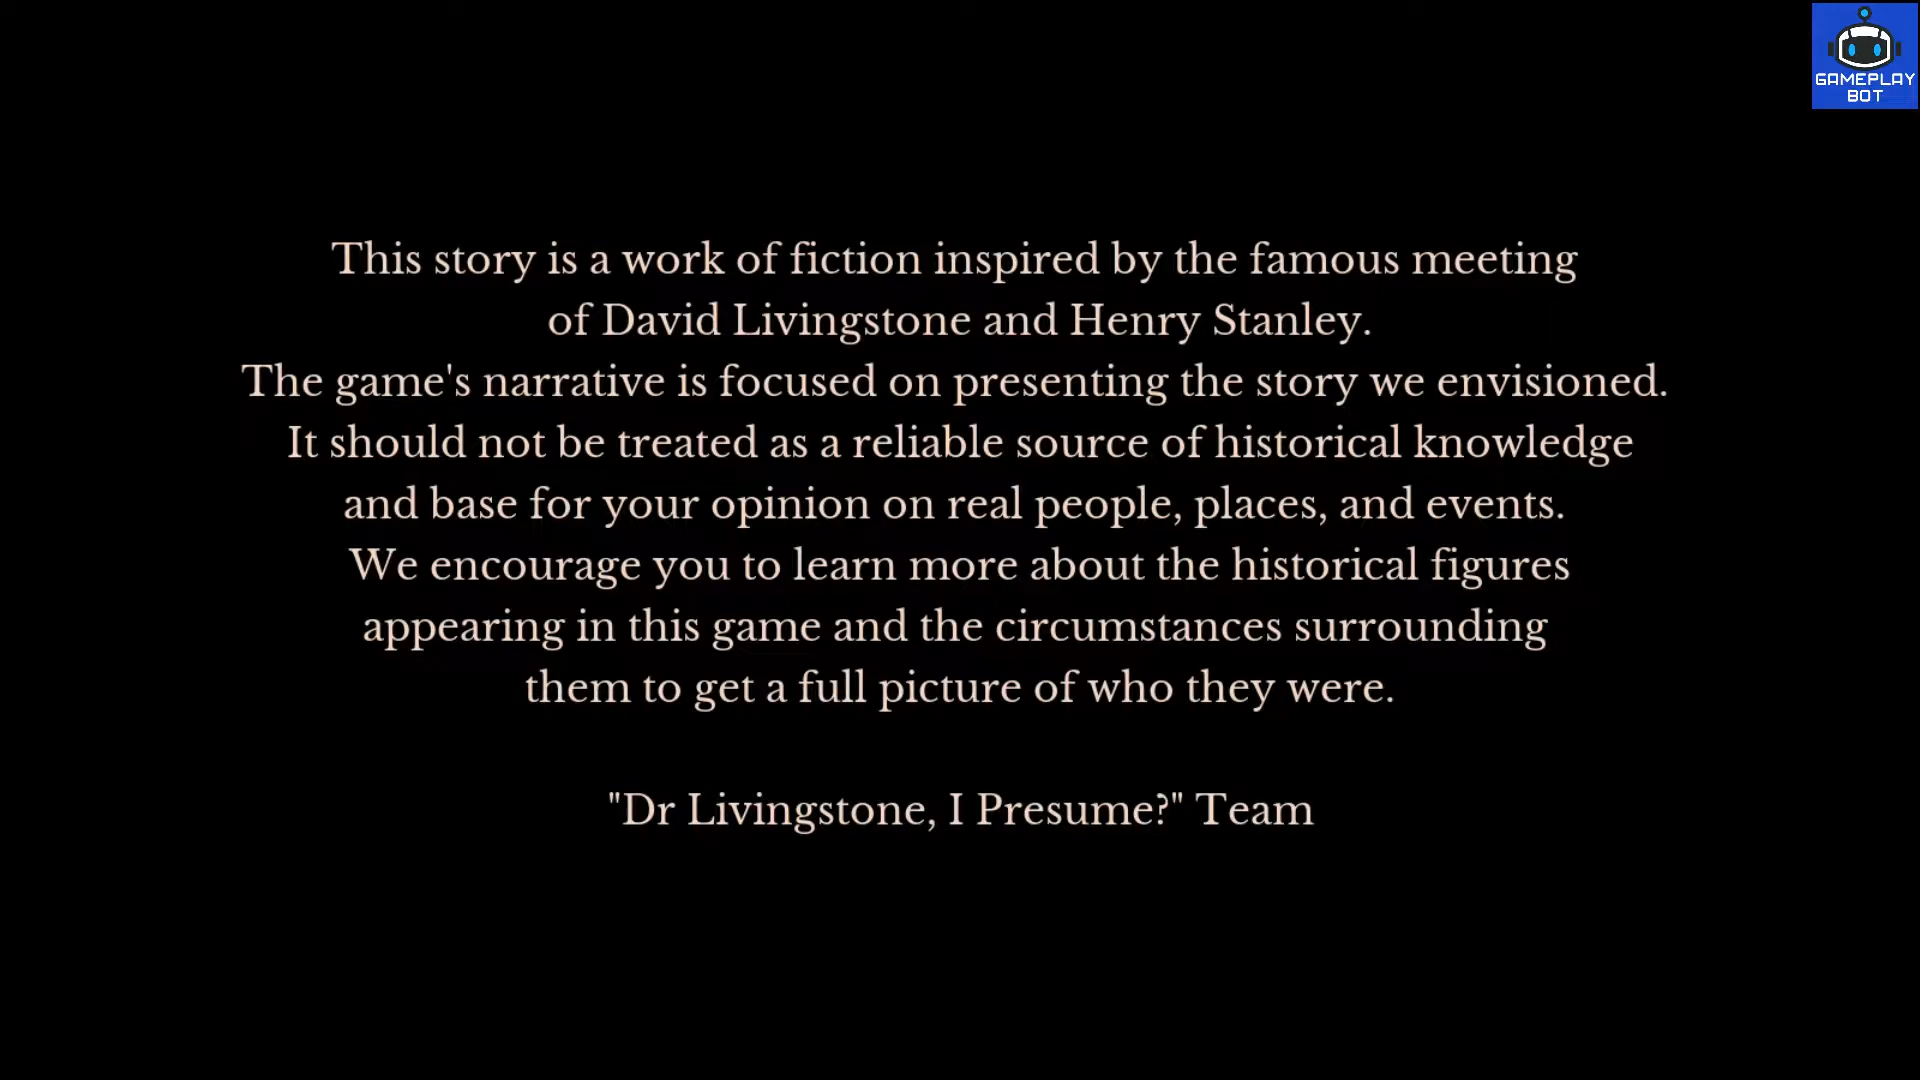 GAMEPLAY
BOT
This story is a work of fiction inspired by the famous meeting
of David Livingstone and Henry Stanley.
The game's narrative is focused on presenting the story we envisioned.
It should not be treated as a reliable source of historical knowledge
and base for your opinion on real people, places, and events.
We encourage you to learn more about the historical figures
appearing in this game and the circumstances surrounding
them to get a full picture of who they were.
"Dr Livingstone, I Presume?" Team